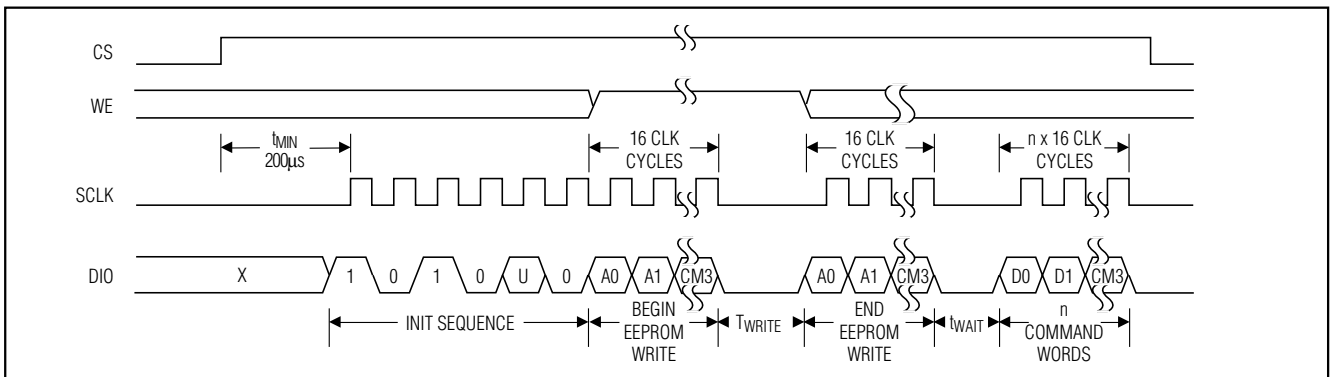 CS
WE
tMIN
200μs
16 CLK
CYCLES
16 CLK
CYCLES
n x 16 CLK
CYCLES
SCLK
DIO
X 1 0 1 0 U 0 A0 A1 CM3 A0 A1 CM3 D0 D1 CM3
INIT SEQUENCE
BEGIN
EEPROM
WRITE
TWRITE
END
EEPROM
WRITE
tWAIT
n
COMMAND
WORDS